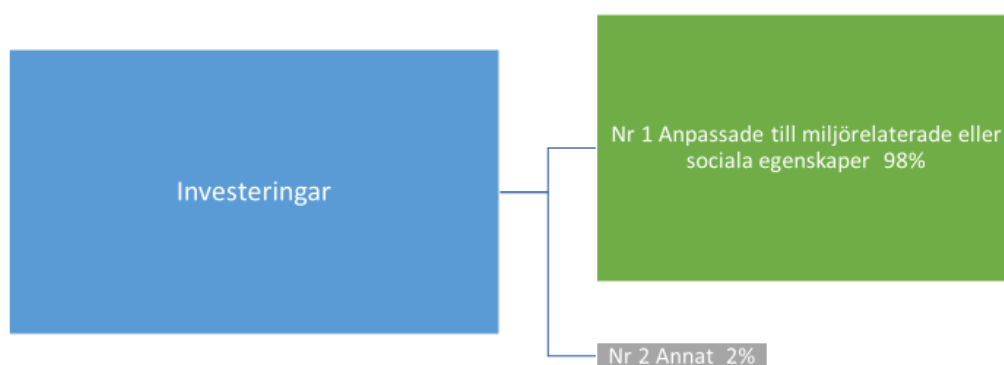 Investeringar
Nr 1 Anpassade till miljörelaterade eller
sociala egenskaper 98%
Nr 2 Annat 2%